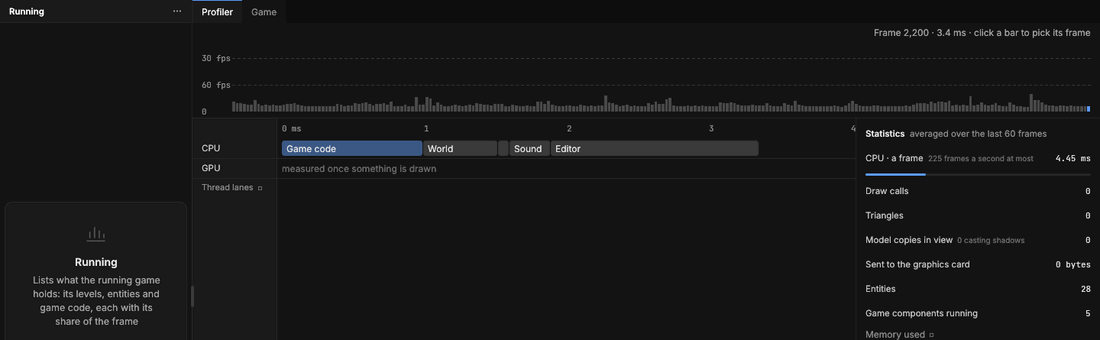 Running
···
Profiler
Game
Frame 2,200 · 3.4 ms · click a bar to pick its frame
30 fps
60 fps
0
0 ms
1
2
3
4
CPU
Game code
World
Sound
Editor
GPU
measured once something is drawn
Thread lanes
Running
Lists what the running game
holds: its levels, entities and
game code, each with its
share of the frame
Statistics averaged over the last 60 frames
CPU · a frame 225 frames a second at most 4.45 ms
Draw calls 0
Triangles 0
Model copies in view 0 casting shadows 0
Sent to the graphics card 0 bytes
Entities 28
Game components running 5
Memory used